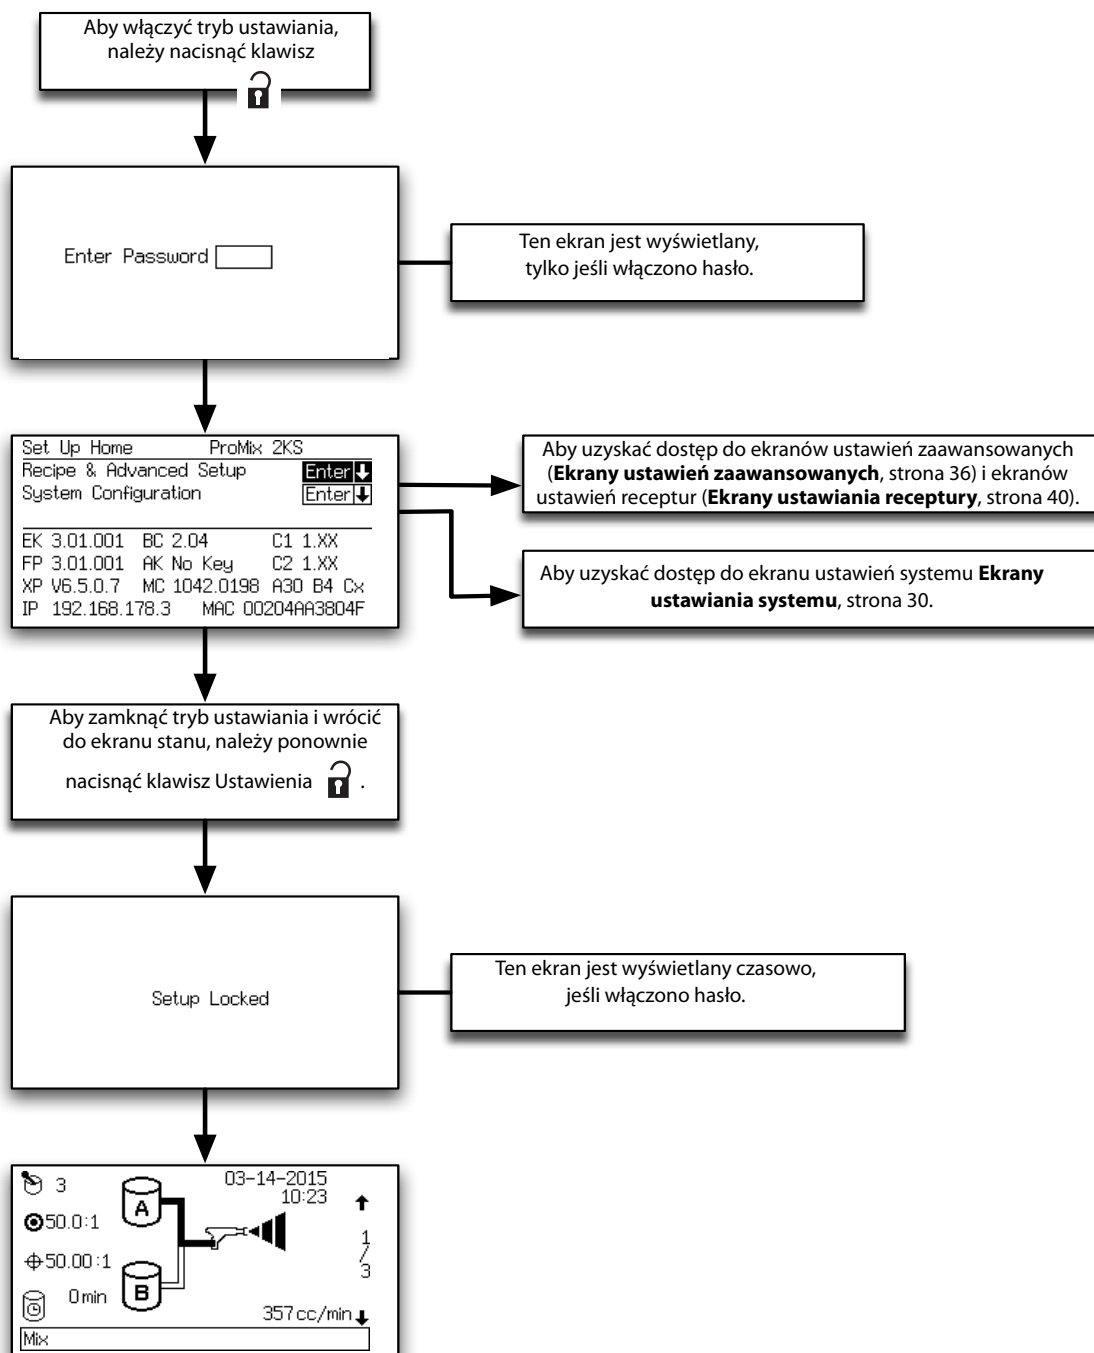 Aby włączyć tryb ustawiania,
należy nacisnąć klawisz
Enter Password
Ten ekran jest wyświetlany,
tylko jeśli włączono hasło.
Set Up Home ProMix 2KS
Recipe & Advanced Setup Enter
System Configuration Enter
EK 3.01.001 BC 2.04 C1 1.XX
FP 3.01.001 AK No Key C2 1.XX
XP V6.5.0.7 MC 1042.0198 A30 B4 Cx
IP 192.168.178.3 MAC 00204AA3804F
Aby uzyskać dostęp do ekranów ustawień zaawansowanych
(Ekrany ustawień zaawansowanych, strona 36) i ekranów
ustawień receptur (Ekrany ustawiania receptury, strona 40).
Aby uzyskać dostęp do ekranu ustawień systemu Ekrany
ustawiania systemu, strona 30.
Aby zamknąć tryb ustawiania i wrócić
do ekranu stanu, należy ponownie
nacisnąć klawisz Ustawienia .
Setup Locked
Ten ekran jest wyświetlany czasowo,
jeśli włączono hasło.
3
03-14-2015
10:23
A
50.0:1
1
/
3
50.00:1
B
0min
357cc/min
Mix